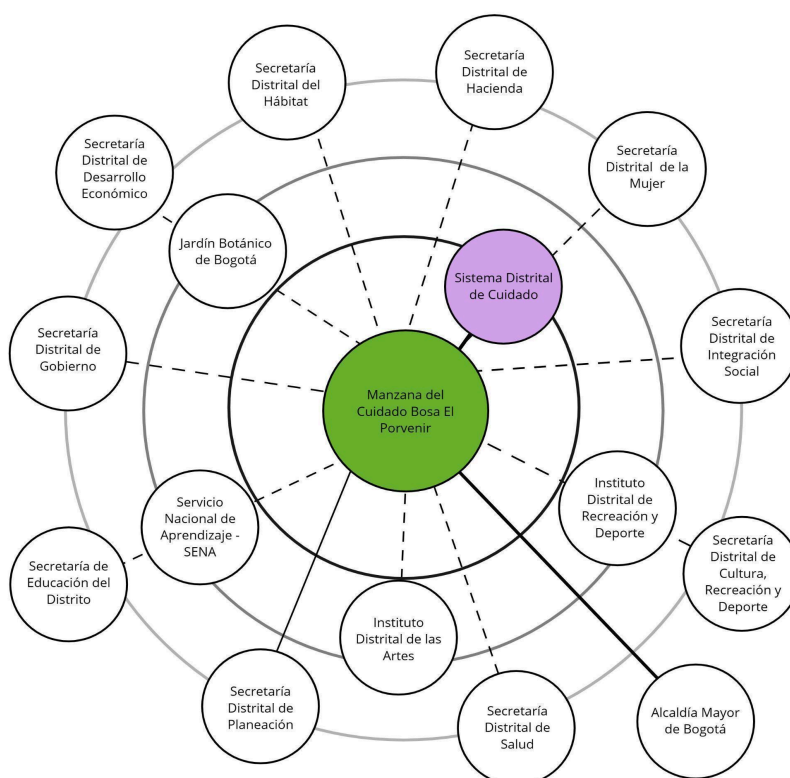 Secretaría
Distrital del
Hábitat
Secretaría
Distrital de
Hacienda
Secretaría
Distrital de
Desarrollo
Económico
Secretaría
Distrital de la
Mujer
Jardín Botánico
de Bogotá
Sistema Distrital
de Cuidado
Secretaría
Distrital de
Gobierno
Secretaría
Distrital de
Integración
Social
Manzana del
Cuidado Bosa El
Porvenir
Servicio
Nacional de
Aprendizaje -
SENA
Instituto
Distrital de
Recreación y
Deporte
Secretaría de
Educación del
Distrito
Secretaría
Distrital de
Cultura,
Recreación y
Deporte
Instituto
Distrital de las
Artes
Secretaría
Distrital de
Planeación
Secretaría
Distrital de
Salud
Alcaldía Mayor
de Bogotá